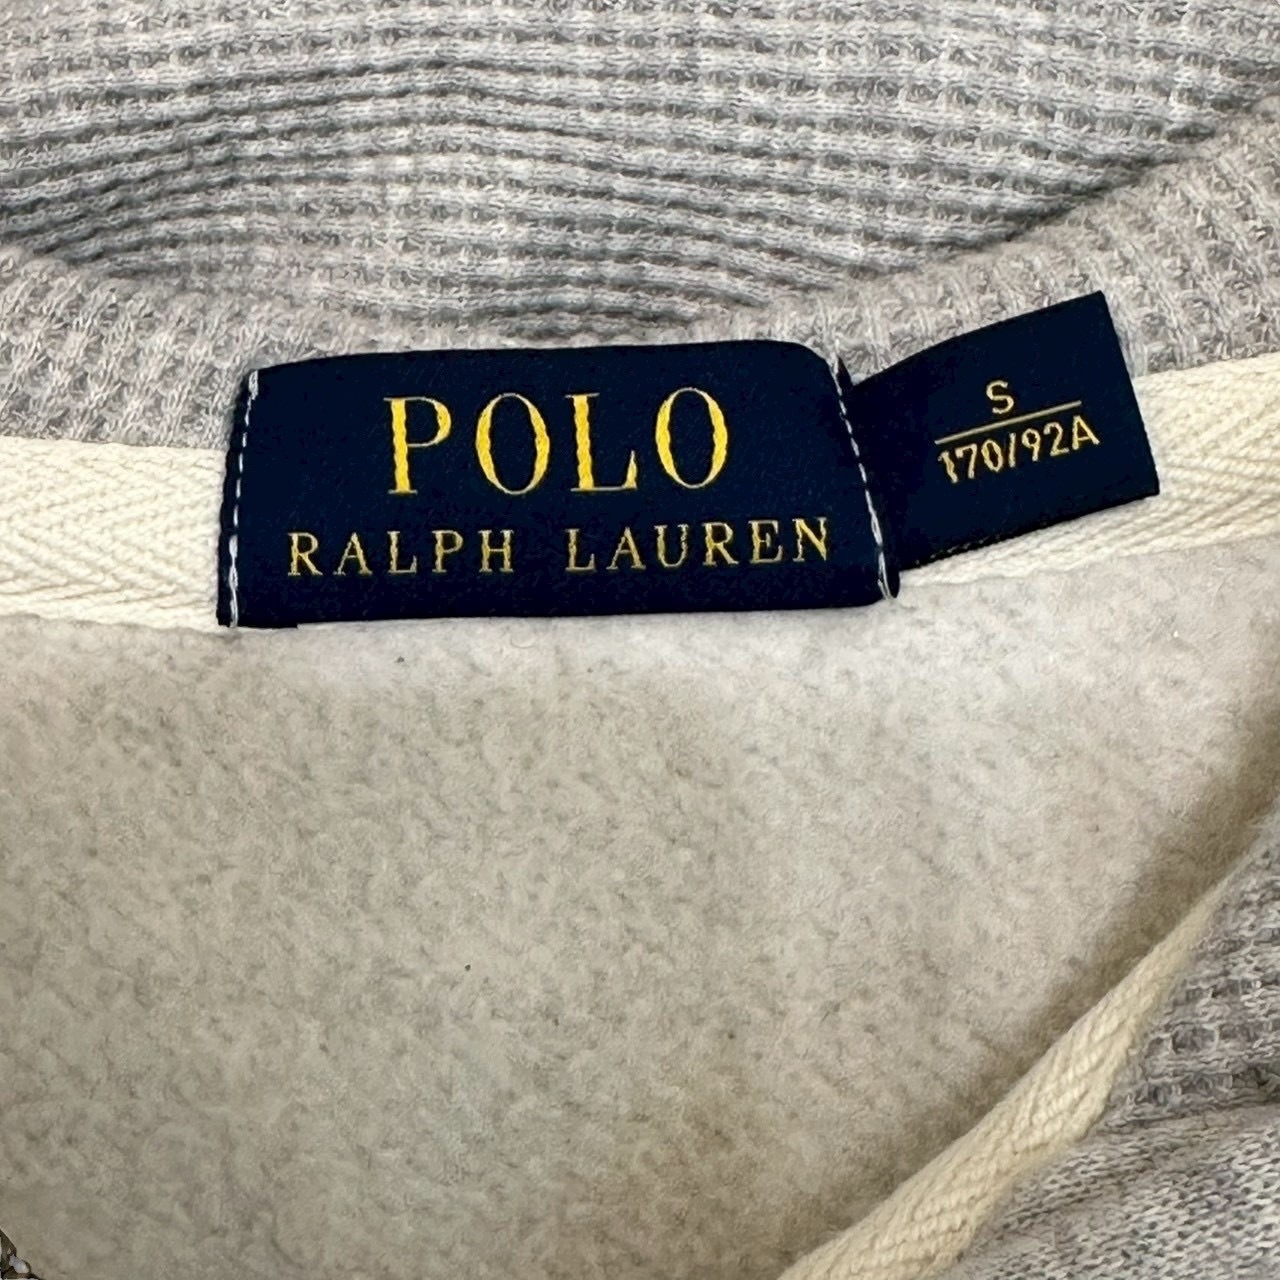 POLO
RALPH LAUREN
S
170/92A